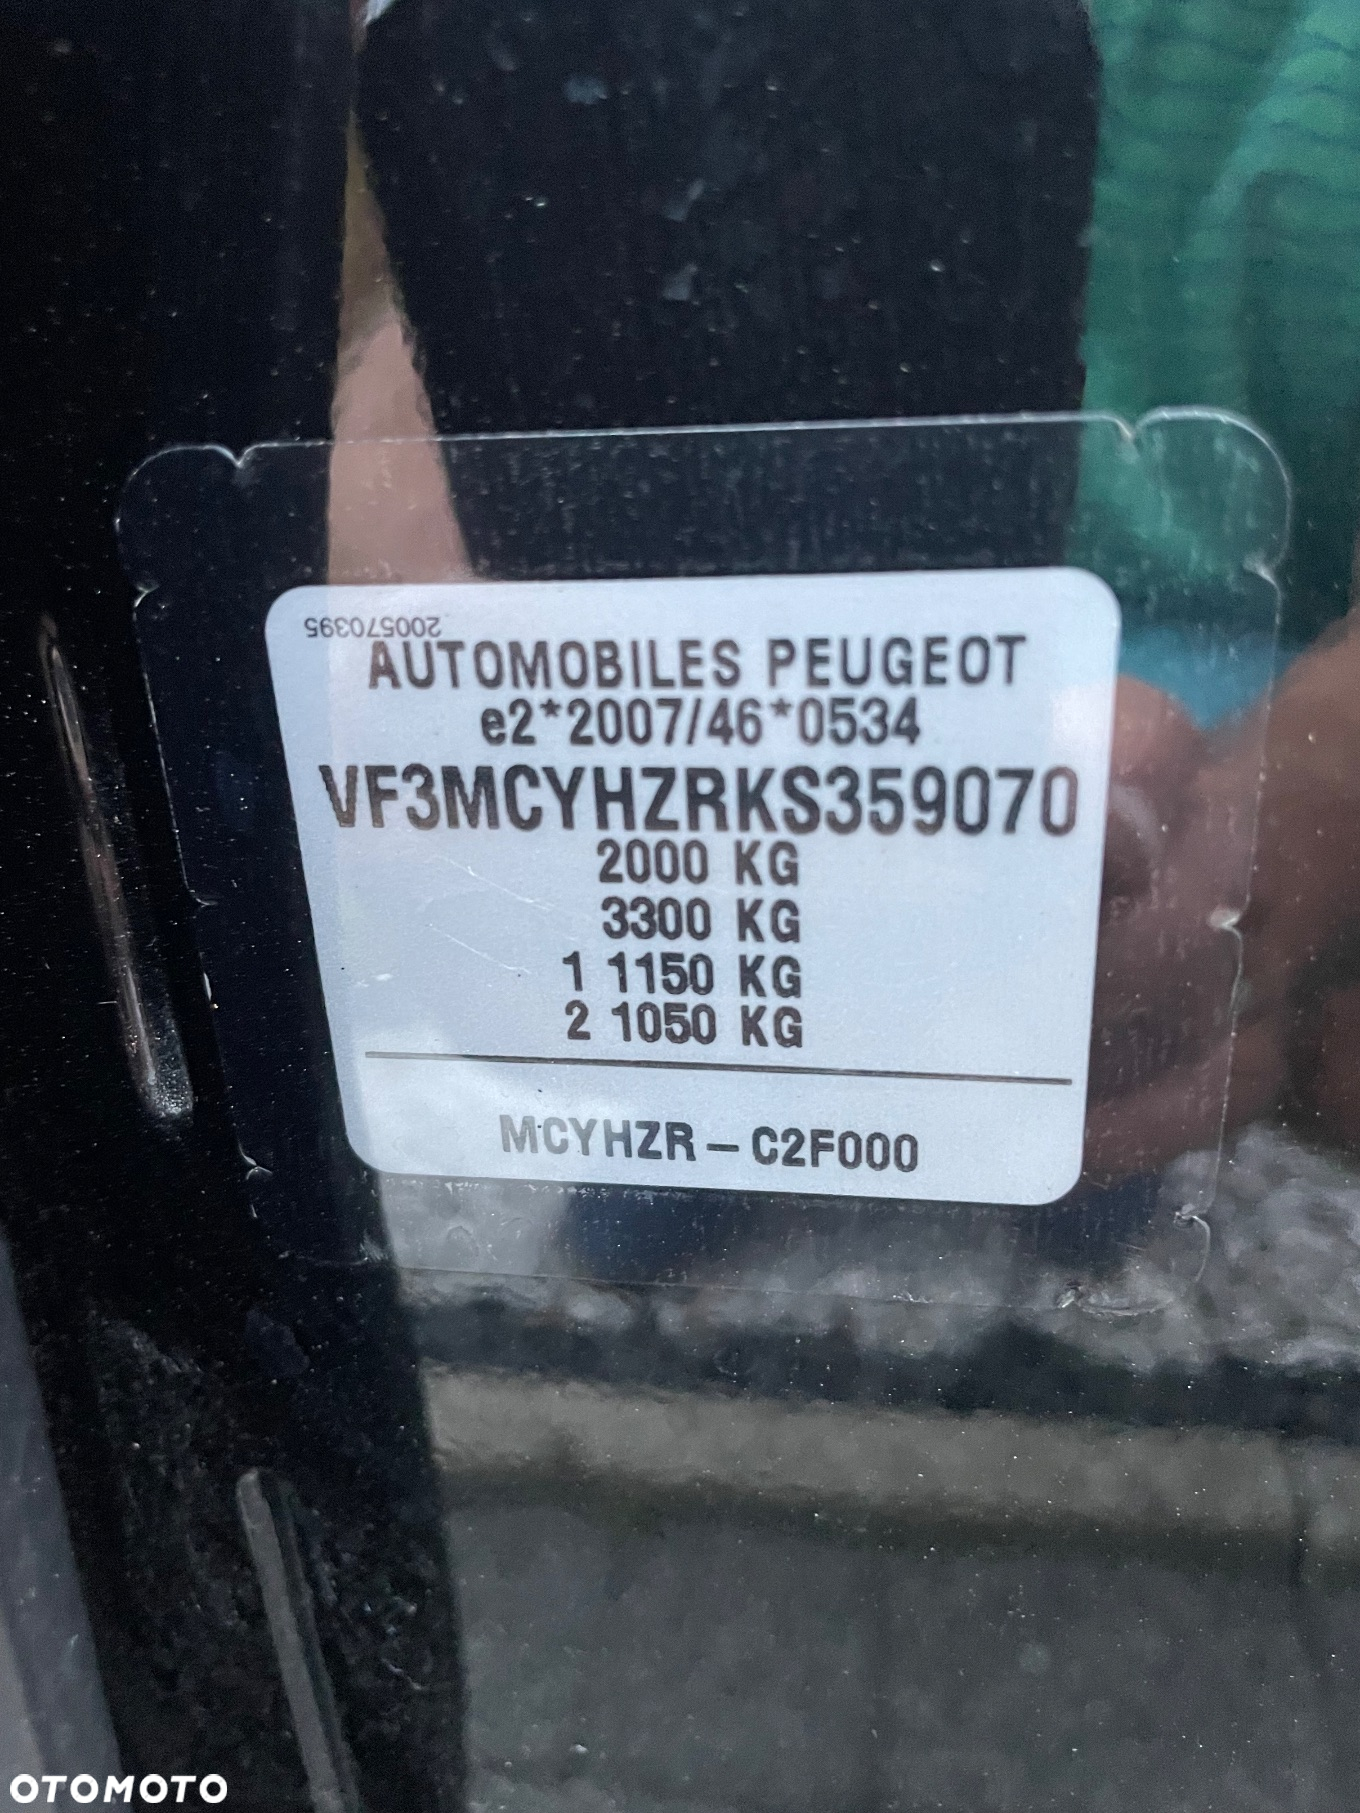 200570395
AUTOMOBILES PEUGEOT
e2*2007/46*0534
VF3MCYHZRKS359070
2000 KG
3300 KG
1 1150 KG
2 1050 KG
MCYHZR – C2F000
OTOMOTO